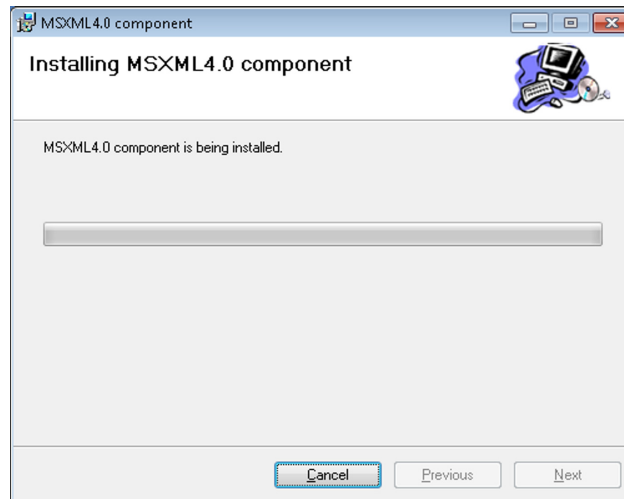 MSXML4.0 component
Installing MSXML4.0 component
MSXML4.0 component is being installed.
Cancel
Previous
Next